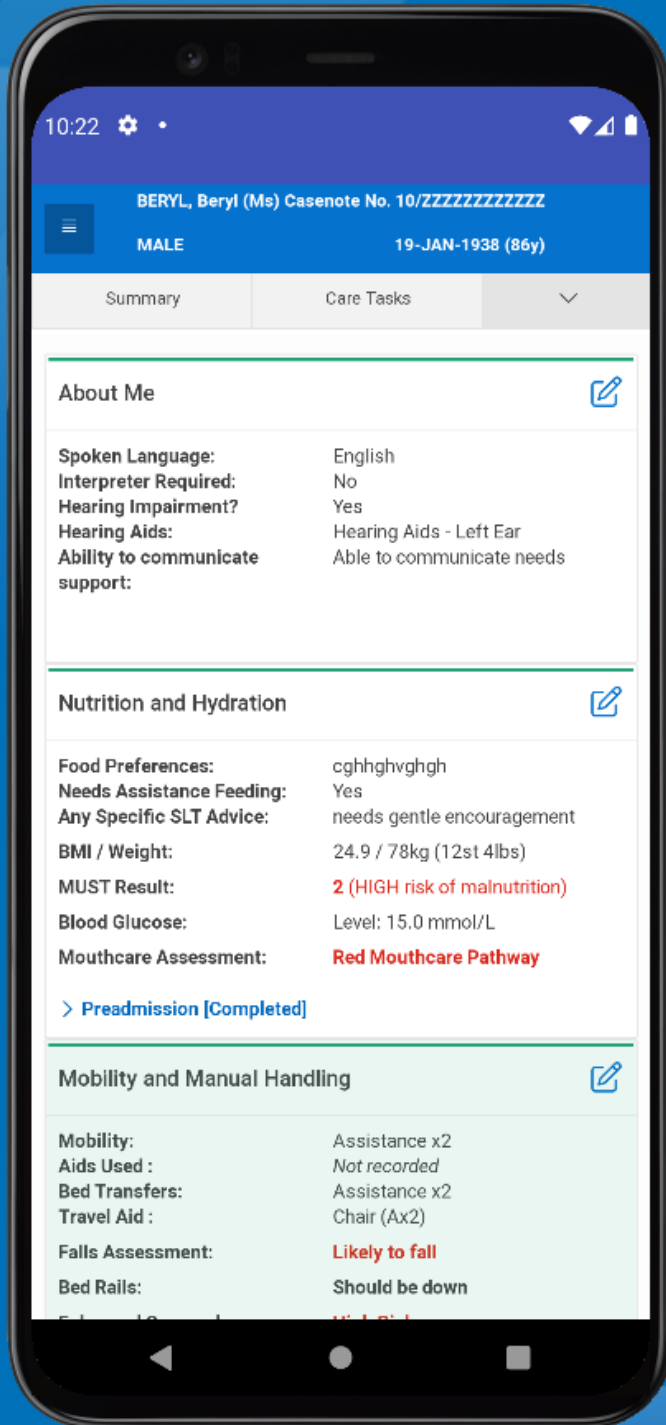 10:22
BERYL, Beryl (Ms) Casenote No. 10/ZZZZZZZZZZZZ
MALE 19-JAN-1938 (86y)
Summary Care Tasks
About Me
Spoken Language: English
Interpreter Required: No
Hearing Impairment? Yes
Hearing Aids: Hearing Aids - Left Ear
Ability to communicate Able to communicate needs
support:
Nutrition and Hydration
Food Preferences: cghhghvghgh
Needs Assistance Feeding: Yes
Any Specific SLT Advice: needs gentle encouragement
BMI / Weight: 24.9 / 78kg (12st 4lbs)
MUST Result: 2 (HIGH risk of malnutrition)
Blood Glucose: Level: 15.0 mmol/L
Mouthcare Assessment: Red Mouthcare Pathway
> Preadmission [Completed]
Mobility and Manual Handling
Mobility: Assistance x2
Aids Used : Not recorded
Bed Transfers: Assistance x2
Travel Aid : Chair (Ax2)
Falls Assessment: Likely to fall
Bed Rails: Should be down